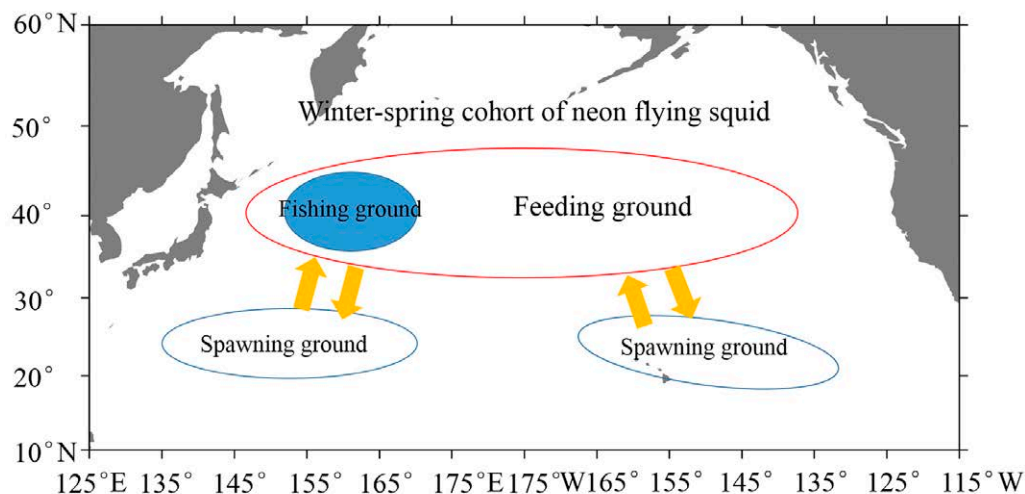 60°N
50°
40°
30°
20°
10°N
Winter-spring cohort of neon flying squid
Fishing ground
Feeding ground
Spawning ground
Spawning ground
125°E 135° 145° 155° 165° 175°E 175°W 165° 155° 145° 135° 125° 115°W